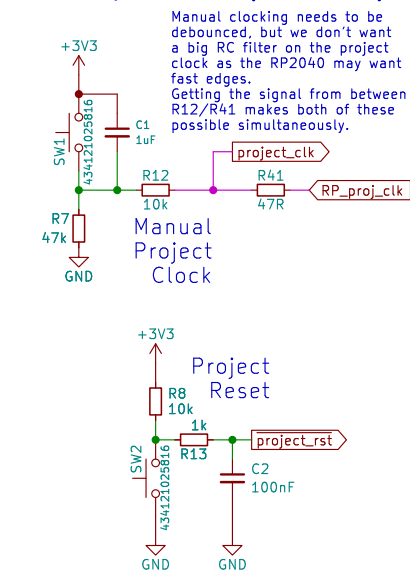 Manual clocking needs to be
debounced, but we don't want
a big RC filter on the project
clock as the RP2040 may want
fast edges.
Getting the signal from between
R12/R41 makes both of these
possible simultaneously.
+3V3
SW1
434121025816
C1
1uF
project_clk
R12
10k
R41
47R
RP_proj_clk
R7
47k
GND
Manual
Project
Clock
+3V3
Project
Reset
R8
10k
1k
R13
project_rst
SW2
434121025816
C2
100nF
GND
GND